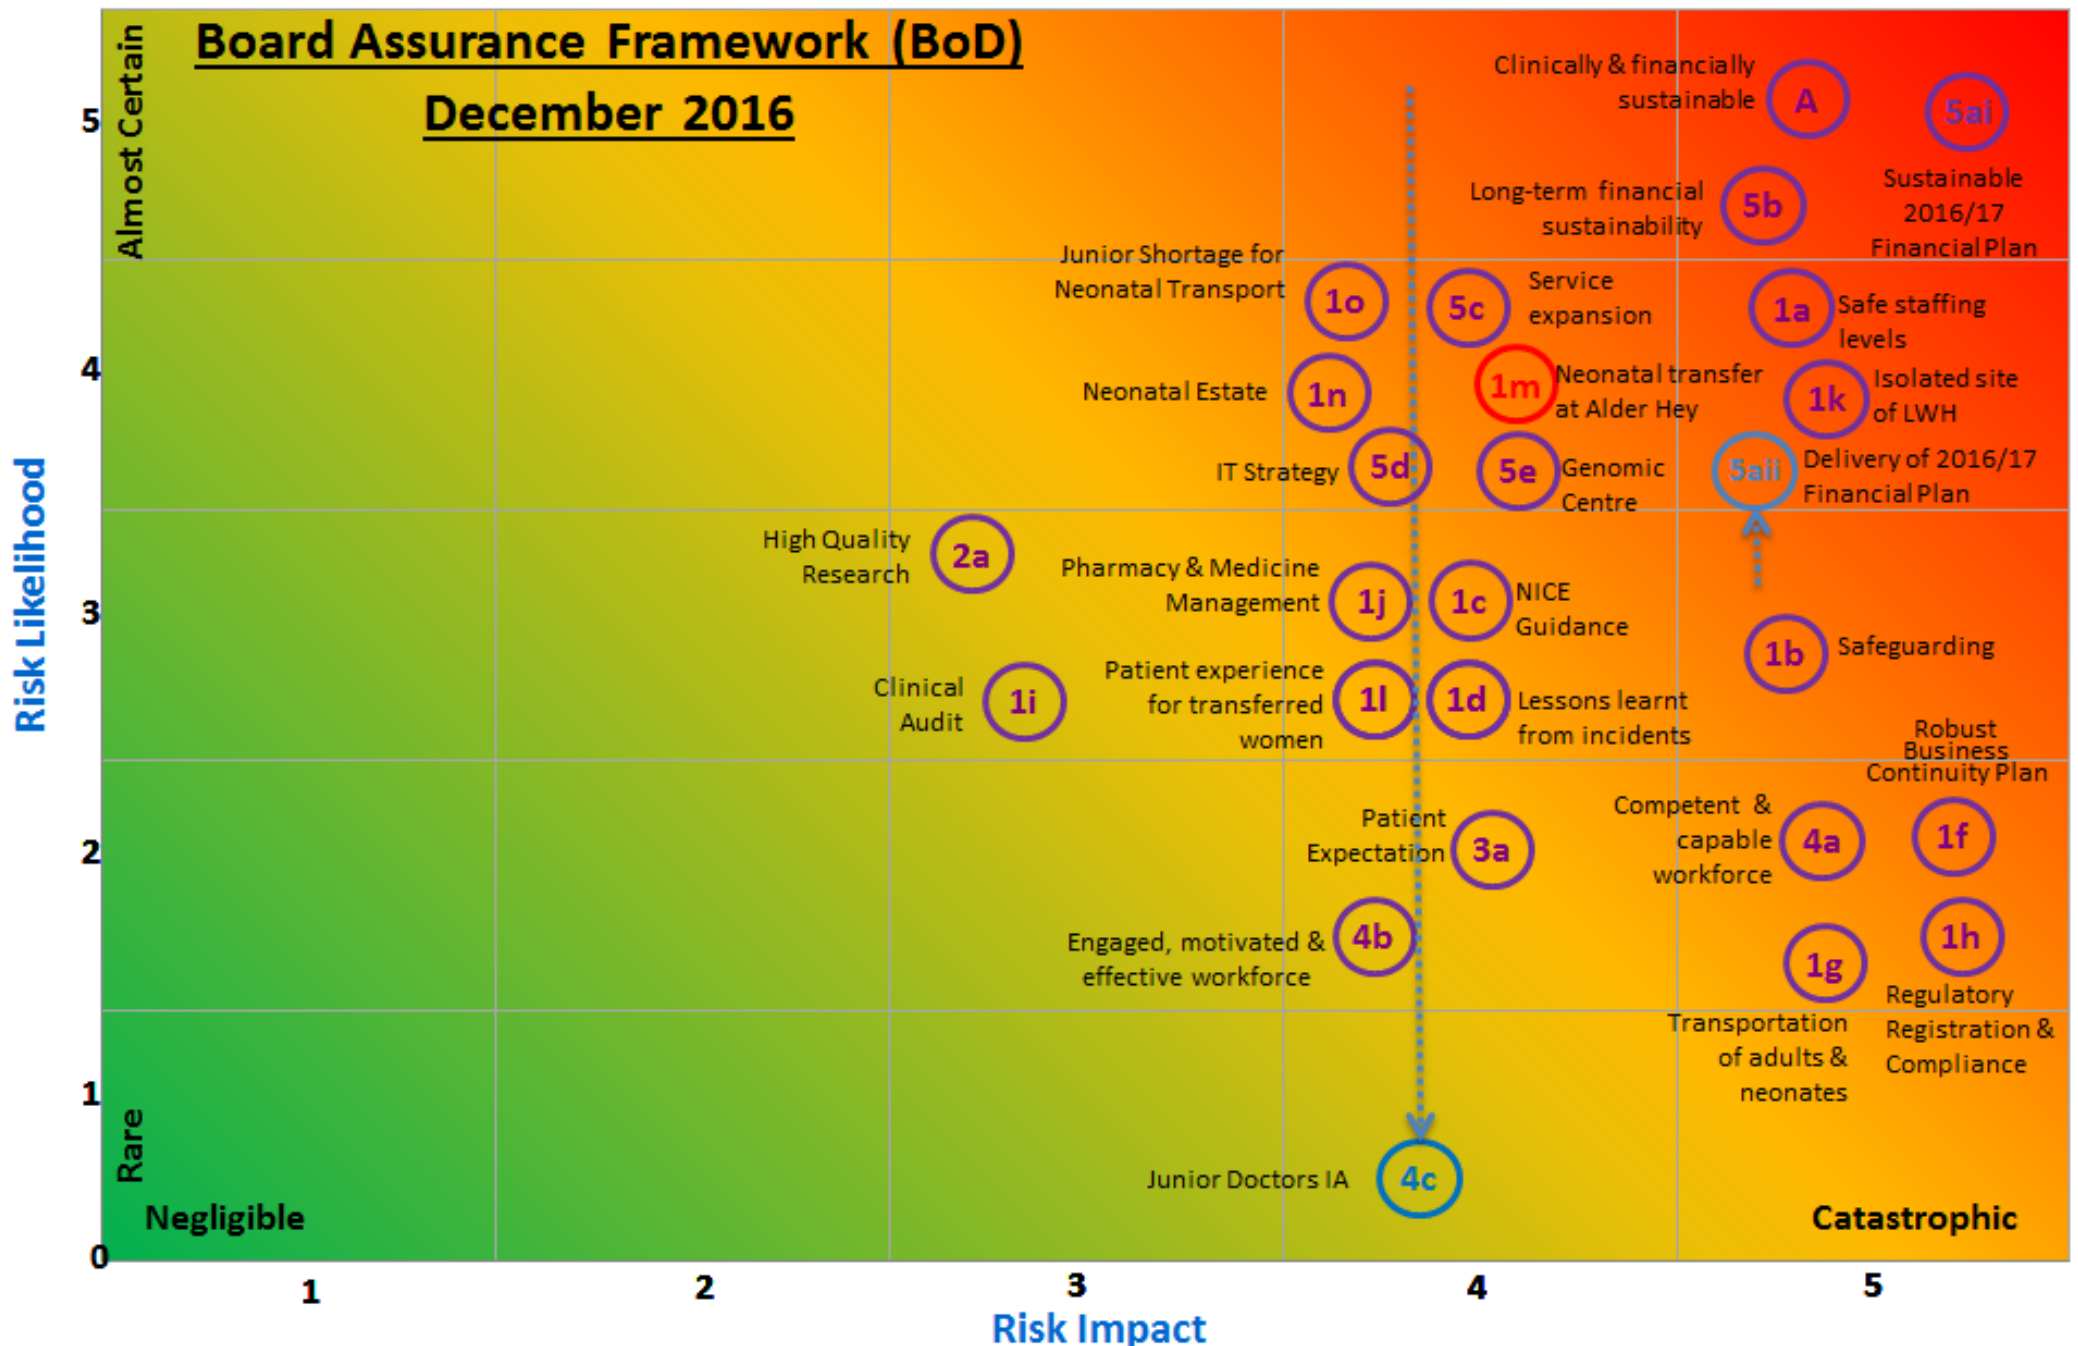 Board Assurance Framework (BoD)
December 2016
Almost Certain
Rare
Risk Likelihood
5
4
3
2
1
0
Clinically & financially
sustainable
A
5ai
Sustainable
2016/17
Financial Plan
Long-term financial
sustainability
5b
Junior Shortage for
Neonatal Transport
1o
5c
Service
expansion
1a
Safe staffing
levels
Neonatal Estate
1n
1m
Neonatal transfer
at Alder Hey
1k
Isolated site
of LWH
IT Strategy
5d
5e
Genomic
Centre
5aii
Delivery of 2016/17
Financial Plan
High Quality
Research
2a
Pharmacy & Medicine
Management
1j
1c
NICE
Guidance
1b
Safeguarding
Clinical
Audit
1i
Patient experience
for transferred
women
1l
1d
Lessons learnt
from incidents
Robust
Business
Continuity Plan
1f
Patient
Expectation
3a
Competent &
capable
workforce
4a
Engaged, motivated &
effective workforce
4b
1g
Transportation
of adults &
neonates
1h
Regulatory
Registration &
Compliance
Junior Doctors IA
4c
Negligible
Catastrophic
1
2
3
4
5
Risk Impact